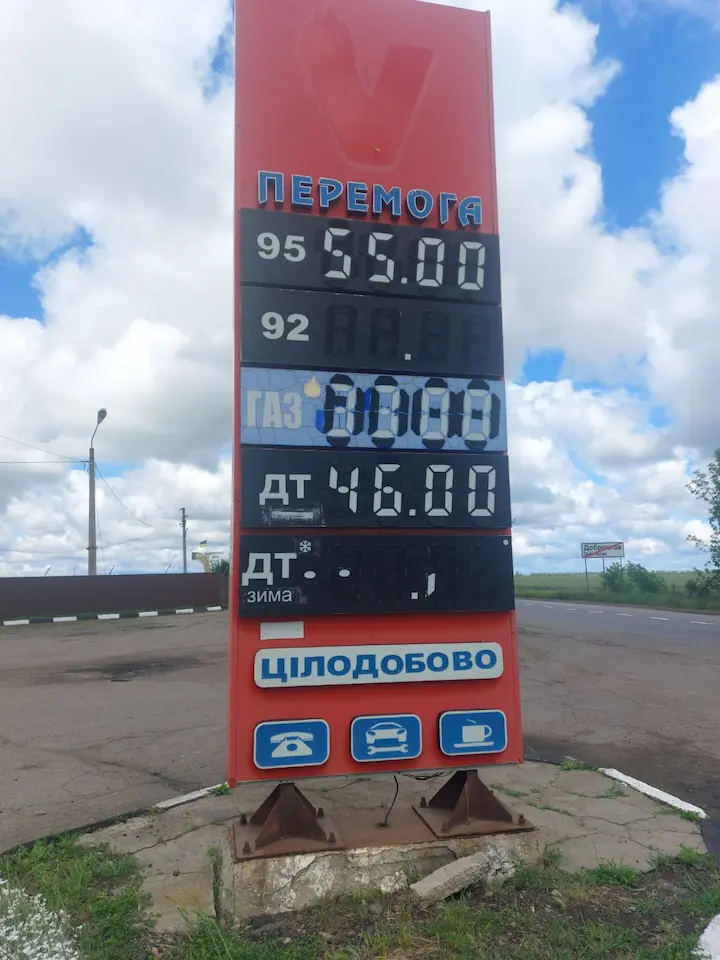 ПЕРЕМОГА
95 55.00
92
ГАЗ
ДТ 46.00
ДТ
зима
ЦІЛОДОБОВО